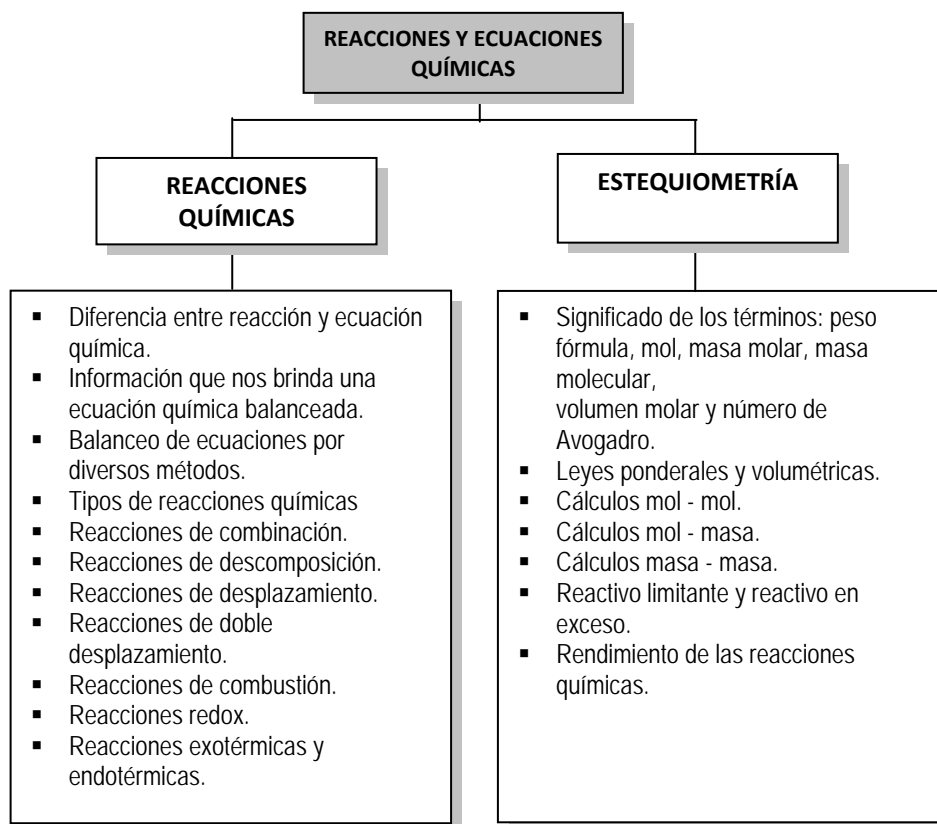 REACCIONES Y ECUACIONES
QUÍMICAS
REACCIONES
QUÍMICAS
▪ Diferencia entre reacción y ecuación
química.
▪ Información que nos brinda una
ecuación química balanceada.
▪ Balanceo de ecuaciones por
diversos métodos.
▪ Tipos de reacciones químicas
▪ Reacciones de combinación.
▪ Reacciones de descomposición.
▪ Reacciones de desplazamiento.
▪ Reacciones de doble
desplazamiento.
▪ Reacciones de combustión.
▪ Reacciones redox.
▪ Reacciones exotérmicas y
endotérmicas.
ESTEQUIOMETRÍA
▪ Significado de los términos: peso
fórmula, mol, masa molar, masa
molecular,
volumen molar y número de
Avogadro.
▪ Leyes ponderales y volumétricas.
▪ Cálculos mol - mol.
▪ Cálculos mol - masa.
▪ Cálculos masa - masa.
▪ Reactivo limitante y reactivo en
exceso.
▪ Rendimiento de las reacciones
químicas.